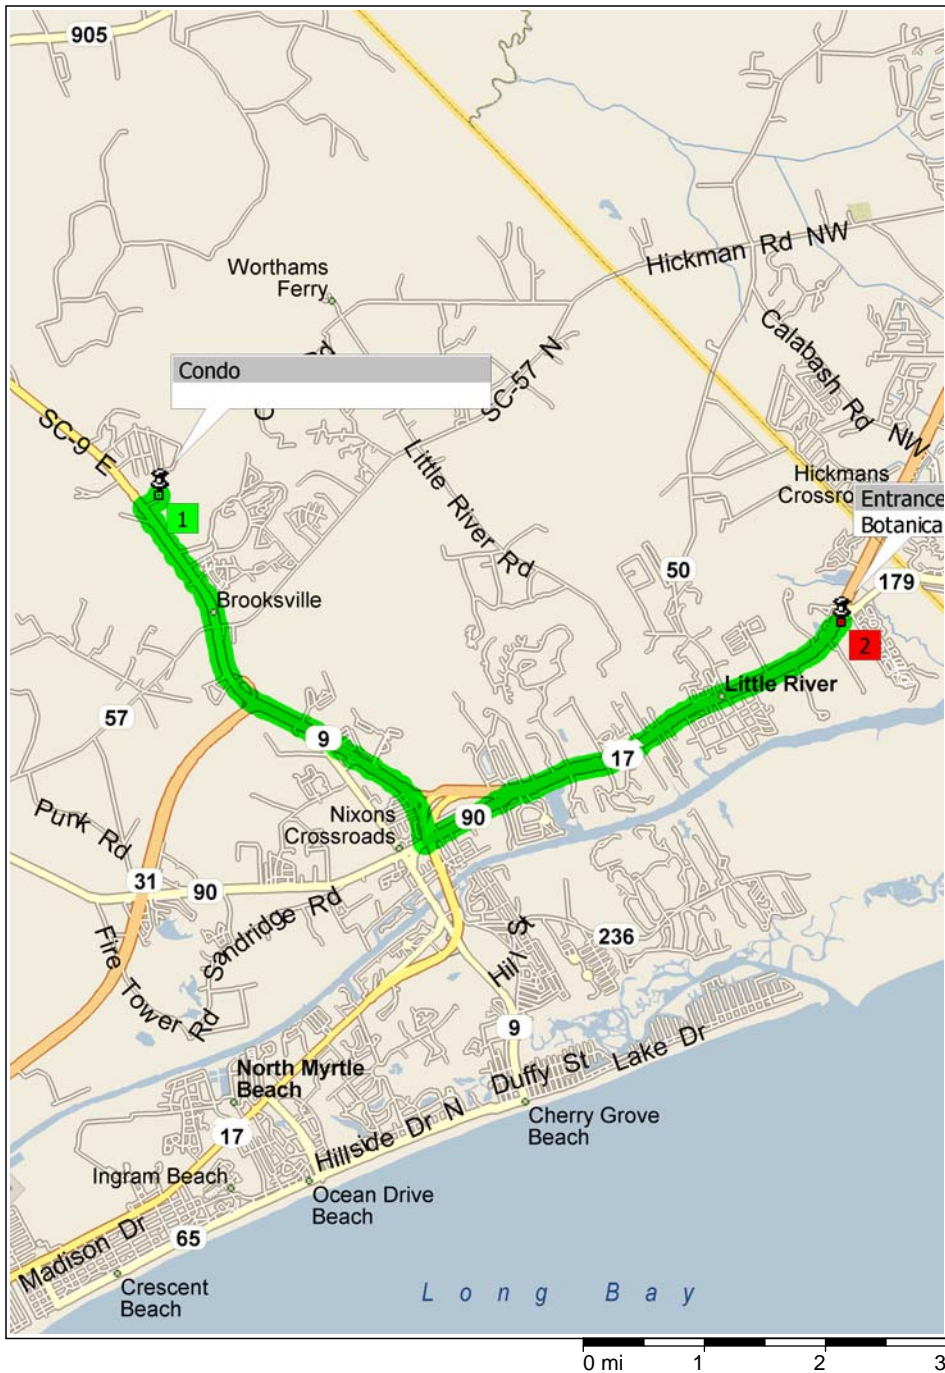 905
Hickman Rd NW
Worthams
Ferry
Calabash Rd NW
Rd
Condo
SC-57 N
SC-9 E
Little River Rd
Hickmans
Entrance
Botanica
1
50
179
Brooksville
2
Little River
57
9
17
Nixons
Crossroads
90
Punk Rd
31
90
Sandridge Rd
Fire Tower Rd
Hill St
236
9
Lake Dr
Duffy St
North Myrtle
Beach
Cherry Grove
Beach
17
Hillside Dr N
Ingram Beach
Ocean Drive
Beach
65
Madison Dr
Crescent
Beach
Long Bay
0 mi 1 2 3